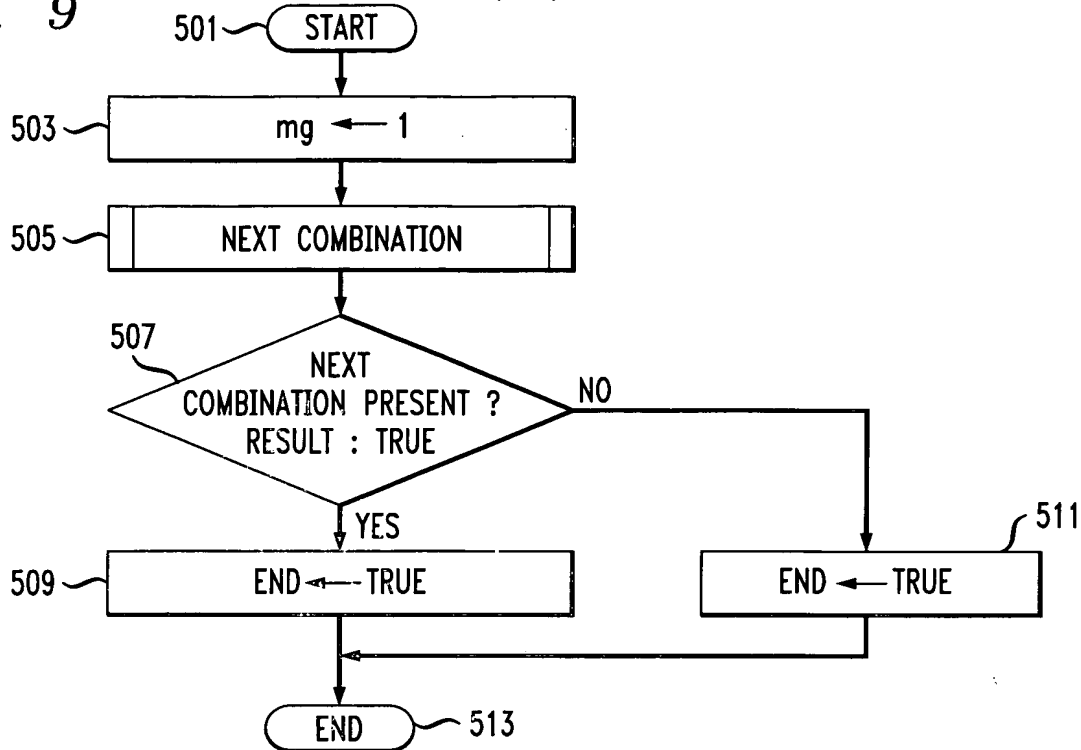 9
501 START
503 mg ← 1
505 NEXT COMBINATION
507
NEXT
COMBINATION PRESENT ?
RESULT : TRUE
NO
YES
509 END ← TRUE
511
END ← TRUE
END 513